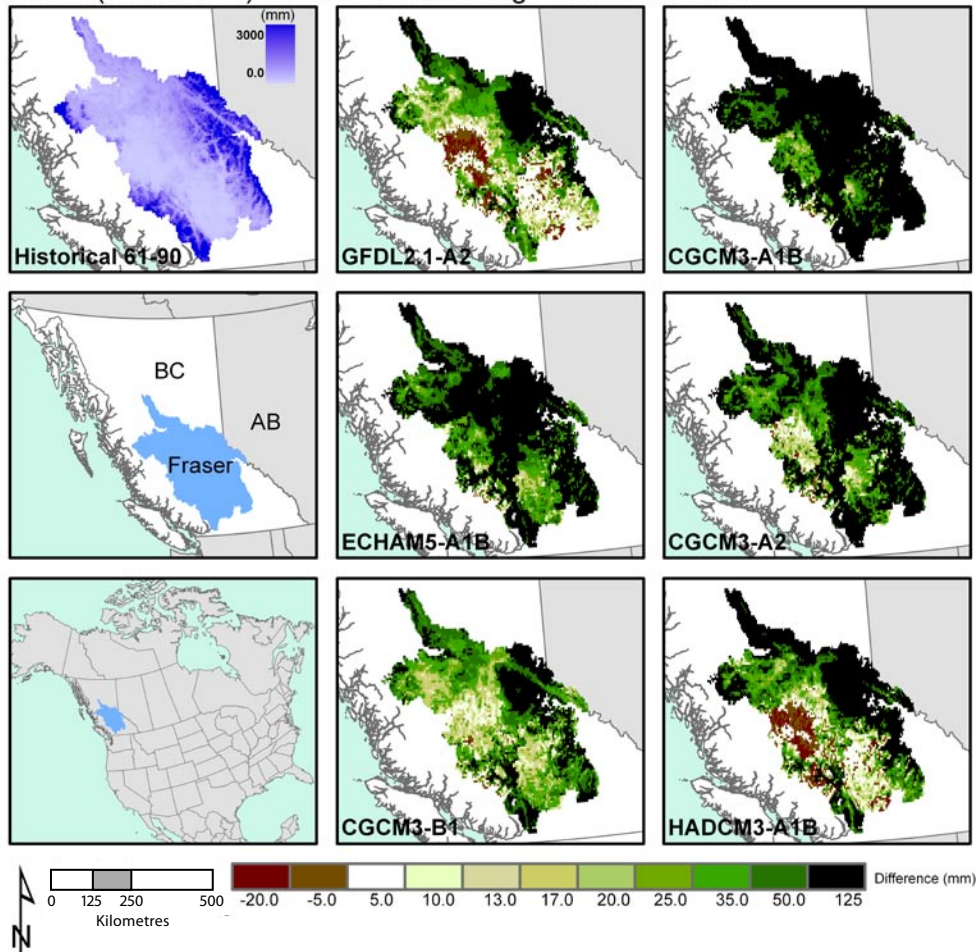 (mm)
3000
0.0
Historical 61-90
GFDL2.1-A2
CGCM3-A1B
BC
AB
Fraser
ECHAM5-A1B
CGCM3-A2
CGCM3-B1
HADCM3-A1B
N
0 125 250 500
Kilometres
-20.0 -5.0 5.0 10.0 13.0 17.0 20.0 25.0 35.0 50.0 125
Difference (mm)